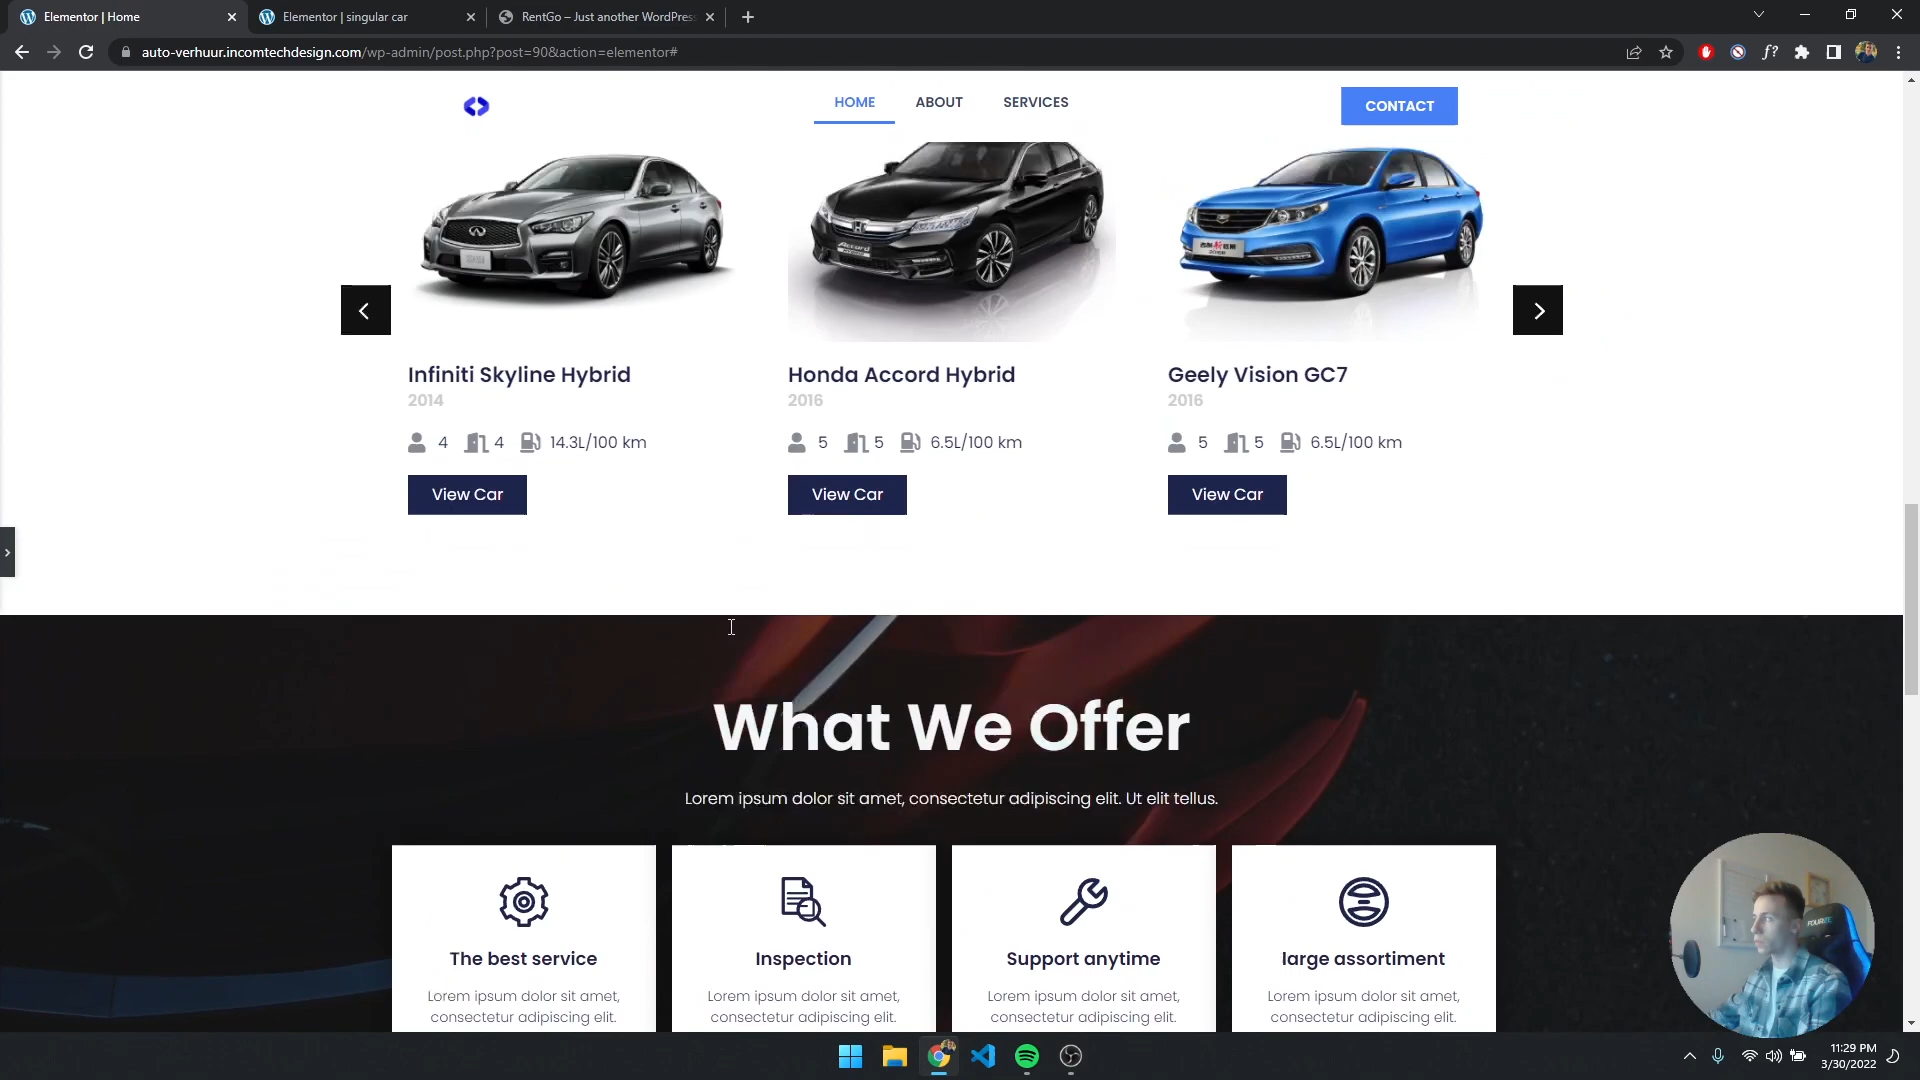 Elementor | Home
Elementor | singular car
RentGo – Just another WordPres
auto-verhuur.incomtechdesign.com/wp-admin/post.php?post=90&action=elementor#
f?
HOME ABOUT SERVICES
CONTACT
Accord
Infiniti Skyline Hybrid
2014
4 4 14.3L/100 km
View Car
Honda Accord Hybrid
2016
5 5 6.5L/100 km
View Car
Geely Vision GC7
2016
5 5 6.5L/100 km
View Car
What We Offer
Lorem ipsum dolor sit amet, consectetur adipiscing elit. Ut elit tellus.
The best service
Lorem ipsum dolor sit amet,
consectetur adipiscing elit.
Inspection
Lorem ipsum dolor sit amet,
consectetur adipiscing elit.
Support anytime
Lorem ipsum dolor sit amet,
consectetur adipiscing elit.
large assortiment
Lorem ipsum dolor sit amet,
consectetur adipiscing elit.
11:29 PM
3/30/2022